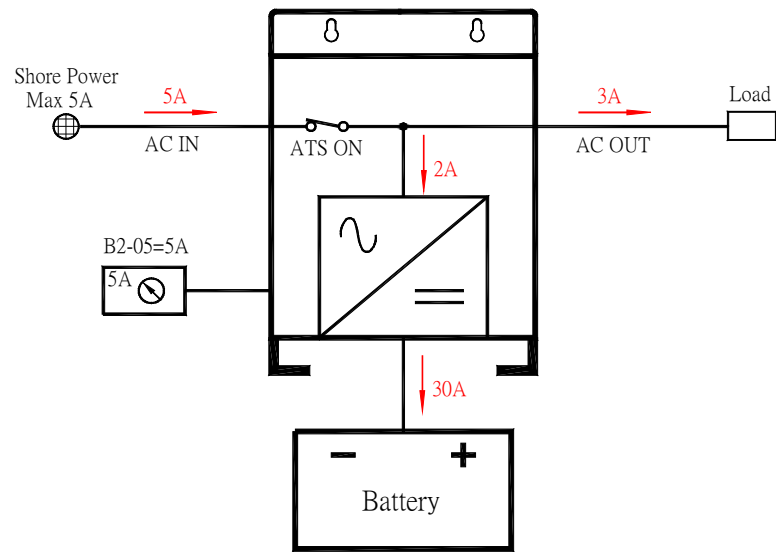 Shore Power
Max 5A
5A
AC IN
ATS ON
3A
AC OUT
Load
2A
B2-05=5A
5A
30A
Battery